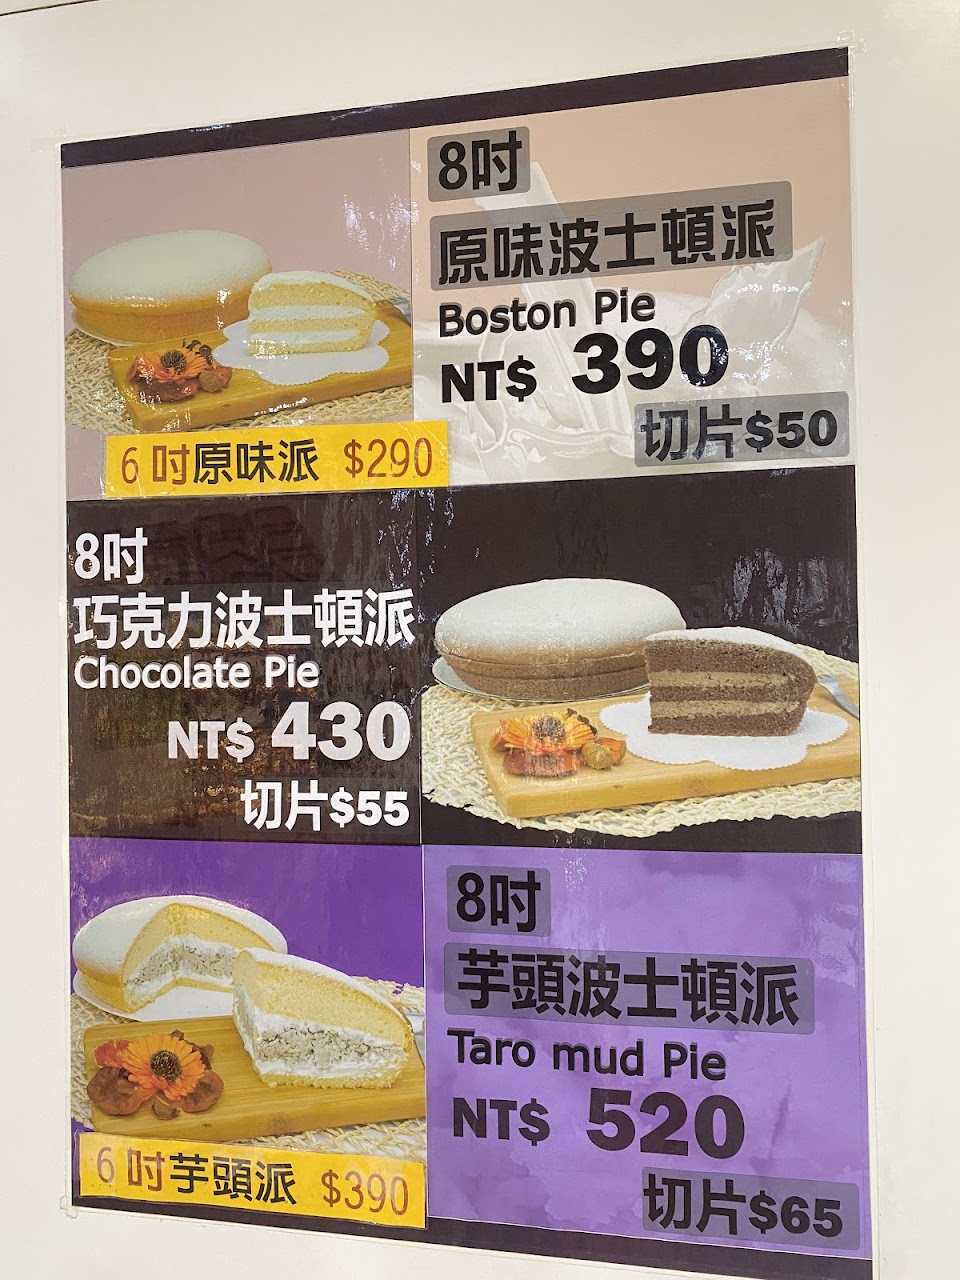 8吋
原味波士頓派
Boston Pie
NT$ 390
切片$50
6吋原味派 $290
8吋
巧克力波士頓派
Chocolate Pie
NT$ 430
切片$55
8吋
芋頭波士頓派
Taro mud Pie
NT$ 520
切片$65
6吋芋頭派 $390